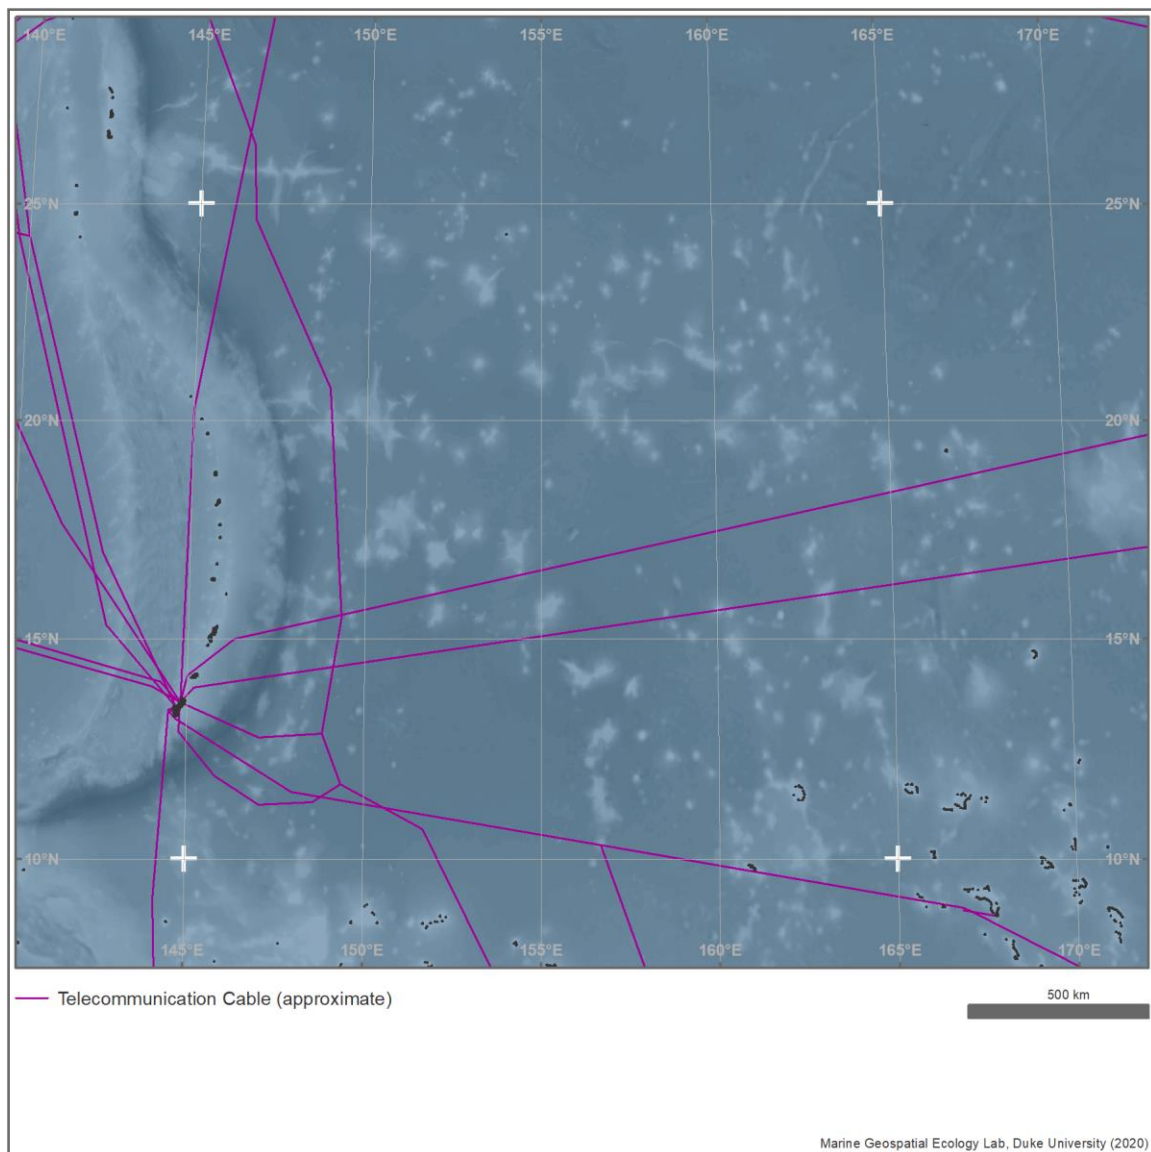 140°E 145°E 150°E 155°E 160°E 165°E 170°E
25°N 25°N
20°N 20°N
15°N 15°N
10°N 10°N
145°E 150°E 155°E 160°E 165°E 170°E
Telecommunication Cable (approximate)
500 km
Marine Geospatial Ecology Lab, Duke University (2020)